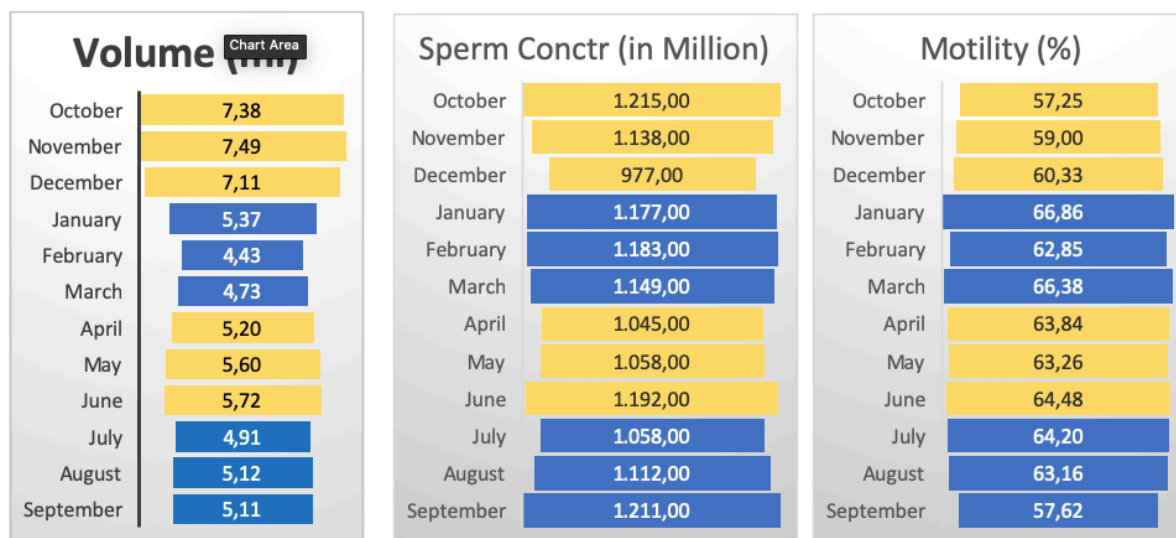 Volume (ml)
Chart Area
October 7,38
November 7,49
December 7,11
January 5,37
February 4,43
March 4,73
April 5,20
May 5,60
June 5,72
July 4,91
August 5,12
September 5,11
Sperm Conctr (in Million)
October 1.215,00
November 1.138,00
December 977,00
January 1.177,00
February 1.183,00
March 1.149,00
April 1.045,00
May 1.058,00
June 1.192,00
July 1.058,00
August 1.112,00
September 1.211,00
Motility (%)
October 57,25
November 59,00
December 60,33
January 66,86
February 62,85
March 66,38
April 63,84
May 63,26
June 64,48
July 64,20
August 63,16
September 57,62